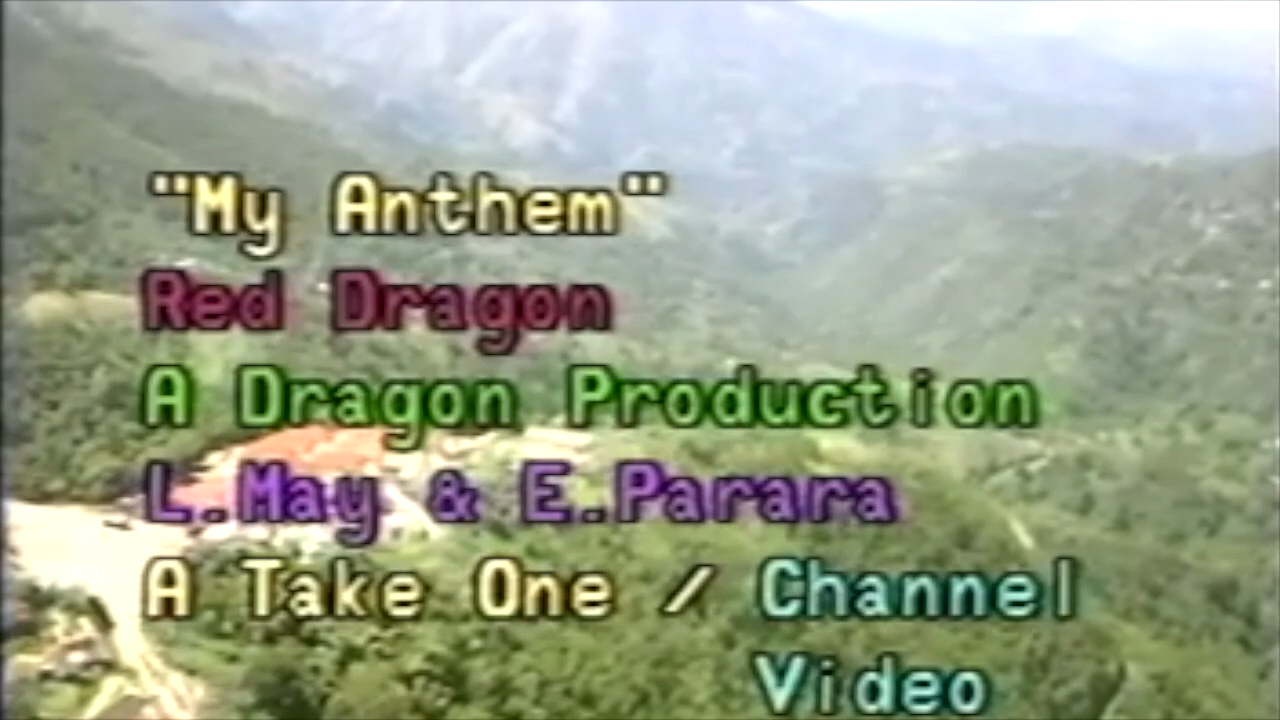 "My Anthem"
Red Dragon
A Dragon Production
L.May & E.Parara
A Take One / Channel
Video